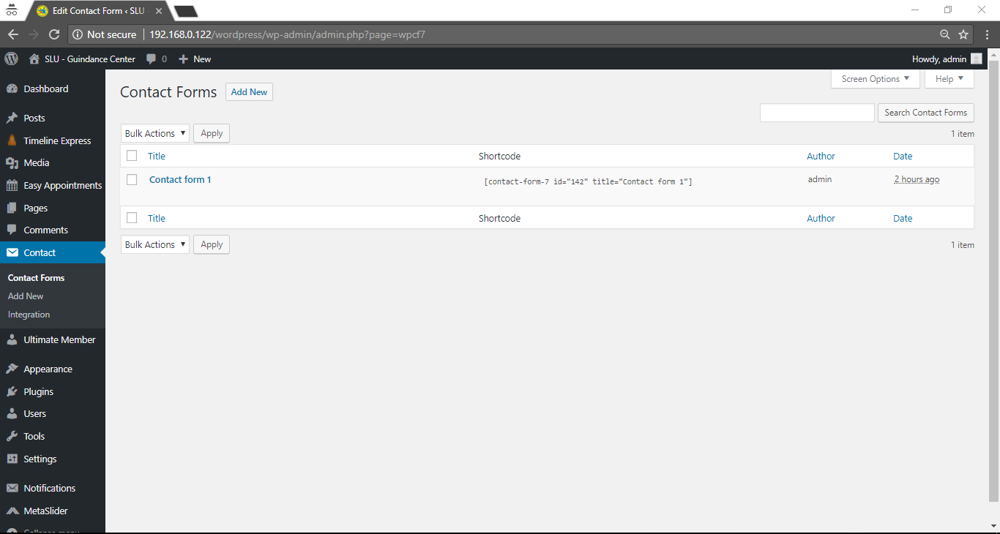 Edit Contact Form ‹ SLU
Not secure
192.168.0.122/wordpress/wp-admin/admin.php?page=wpcf7
SLU - Guindance Center
0
New
Howdy, admin
Dashboard
Posts
Timeline Express
Media
Easy Appointments
Pages
Comments
Contact
Contact Forms
Add New
Integration
Ultimate Member
Appearance
Plugins
Users
Tools
Settings
Notifications
MetaSlider
Collapse menu
Screen Options
Help
Contact Forms Add New
Search Contact Forms
Bulk Actions Apply
1 item
Title Shortcode Author Date
Contact form 1 [contact-form-7 id="142" title="Contact form 1"] admin 2 hours ago
Title Shortcode Author Date
Bulk Actions Apply
1 item